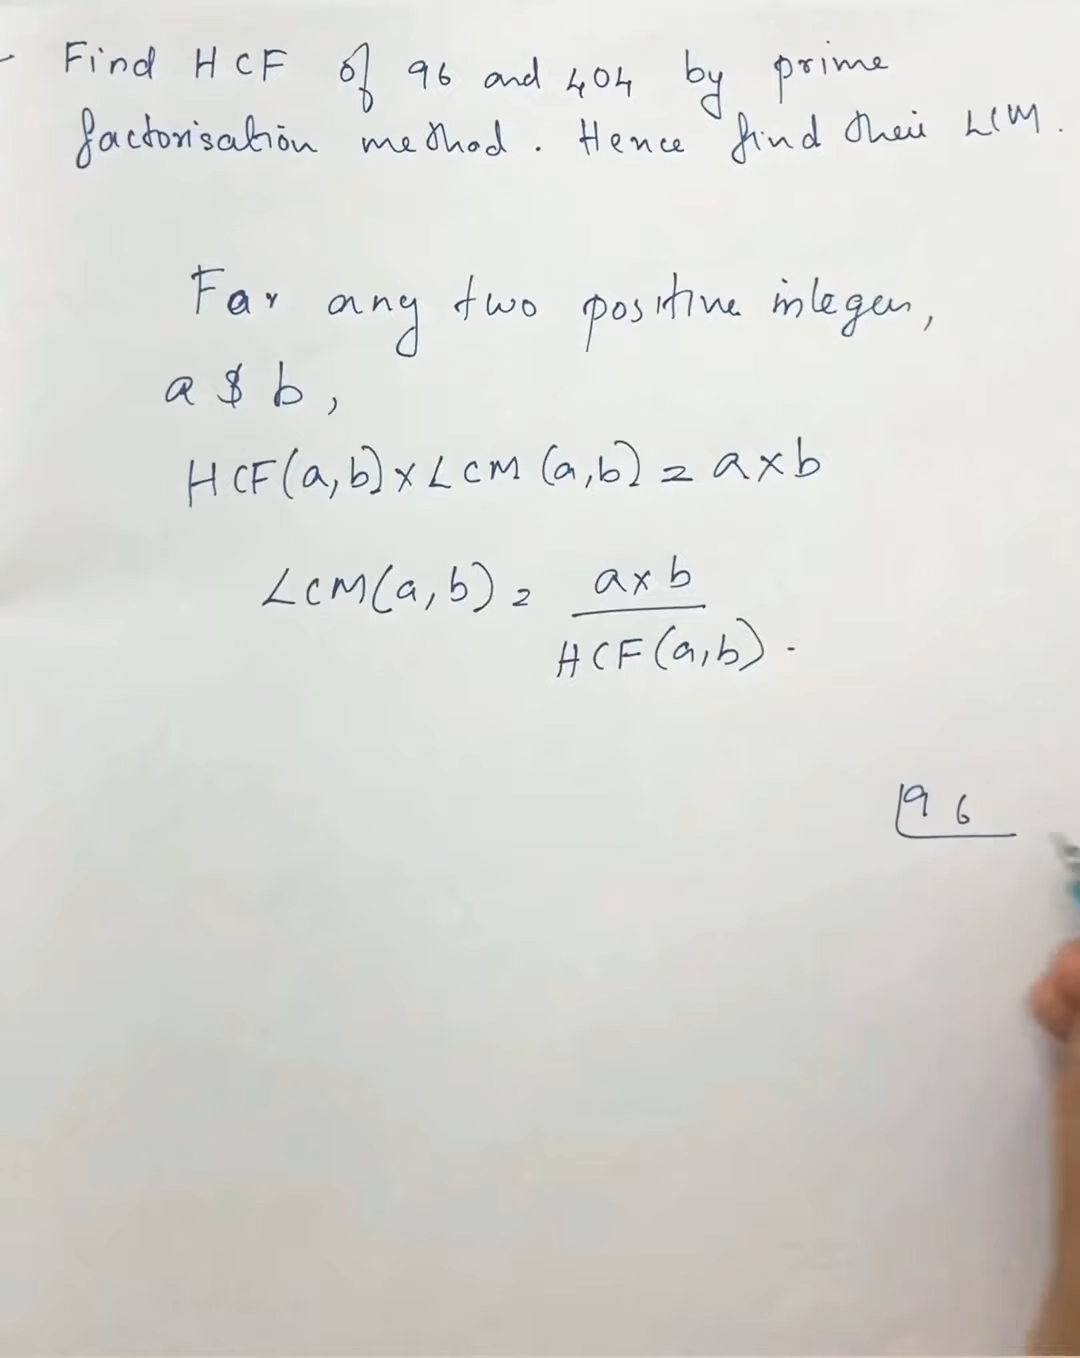 Find HCF of 96 and 404 by prime
factorisation method. Hence find their LCM.
For any two positive integers,
a & b,
HCF(a,b) x LCM (a,b) = a x b
LCM(a,b) = a x b
HCF(a,b).
96